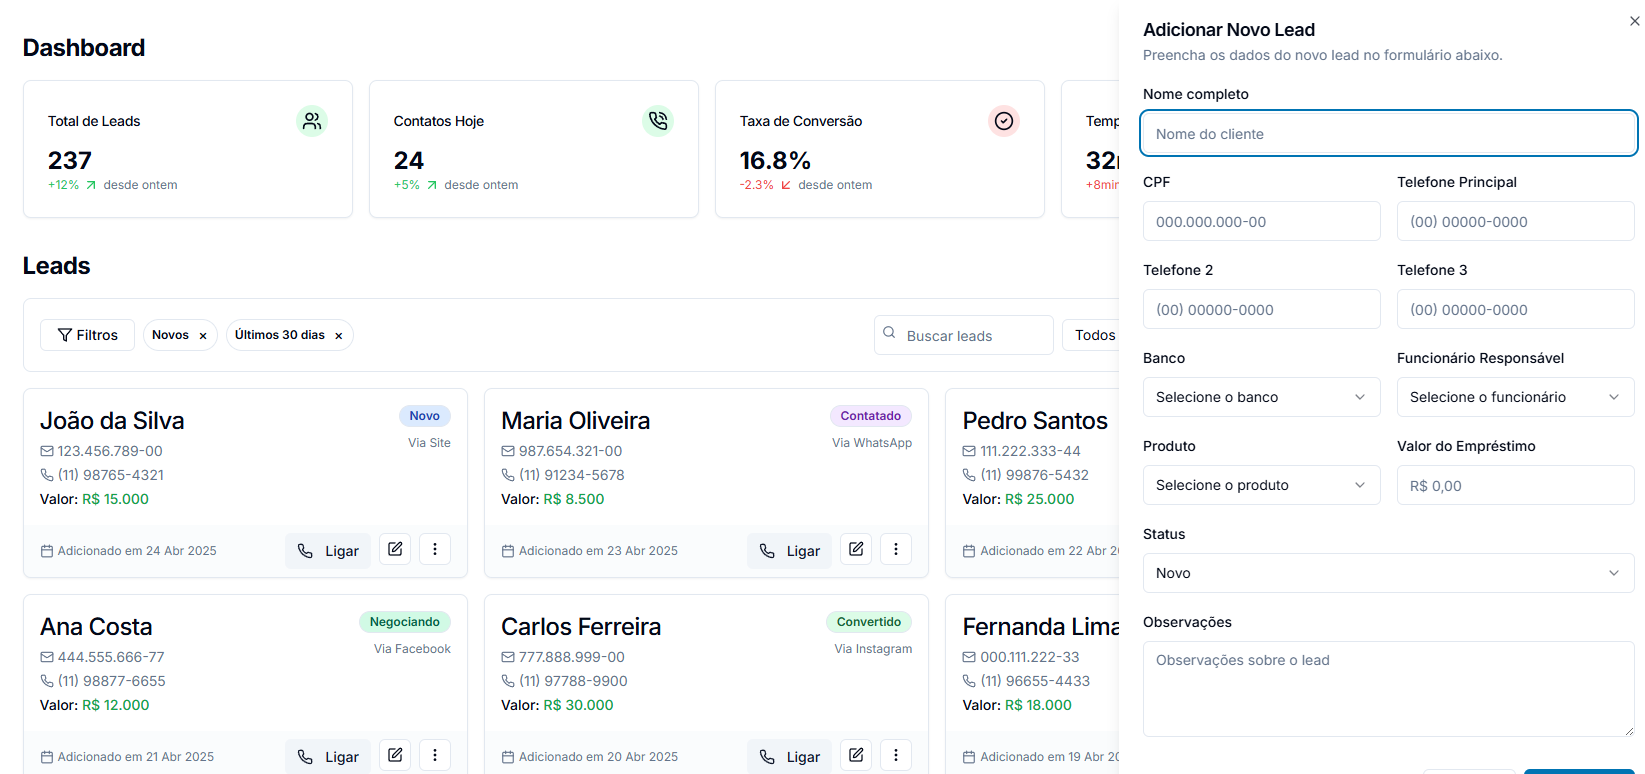 Dashboard
Total de Leads
237
+12% desde ontem
Contatos Hoje
24
+5% desde ontem
Taxa de Conversão
16.8%
-2.3% desde ontem
Temp
32
+8min
Leads
Filtros
Novos ×
Últimos 30 dias ×
Buscar leads
Todos
João da Silva
Novo
Via Site
123.456.789-00
(11) 98765-4321
Valor: R$ 15.000
Adicionado em 24 Abr 2025
Ligar
Maria Oliveira
Contatado
Via WhatsApp
987.654.321-00
(11) 91234-5678
Valor: R$ 8.500
Adicionado em 23 Abr 2025
Ligar
Pedro Santos
111.222.333-44
(11) 99876-5432
Valor: R$ 25.000
Adicionado em 22 Abr 2
Ana Costa
Negociando
Via Facebook
444.555.666-77
(11) 98877-6655
Valor: R$ 12.000
Adicionado em 21 Abr 2025
Ligar
Carlos Ferreira
Convertido
Via Instagram
777.888.999-00
(11) 97788-9900
Valor: R$ 30.000
Adicionado em 20 Abr 2025
Ligar
Fernanda Lima
000.111.222-33
(11) 96655-4433
Valor: R$ 18.000
Adicionado em 19 Abr 20
Adicionar Novo Lead
Preencha os dados do novo lead no formulário abaixo.
Nome completo
Nome do cliente
CPF
000.000.000-00
Telefone Principal
(00) 00000-0000
Telefone 2
(00) 00000-0000
Telefone 3
(00) 00000-0000
Banco
Selecione o banco
Funcionário Responsável
Selecione o funcionário
Produto
Selecione o produto
Valor do Empréstimo
R$ 0,00
Status
Novo
Observações
Observações sobre o lead